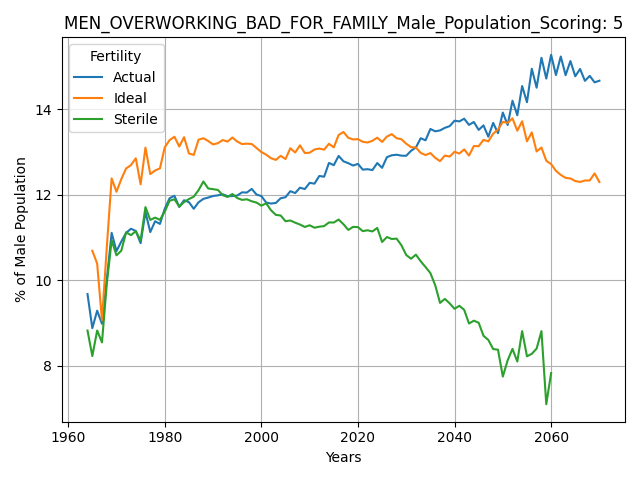 MEN_OVERWORKING_BAD_FOR_FAMILY_Male_Population_Scoring: 5
Fertility
Actual
Ideal
Sterile
% of Male Population
14
12
10
8
1960 1980 2000 2020 2040 2060
Years